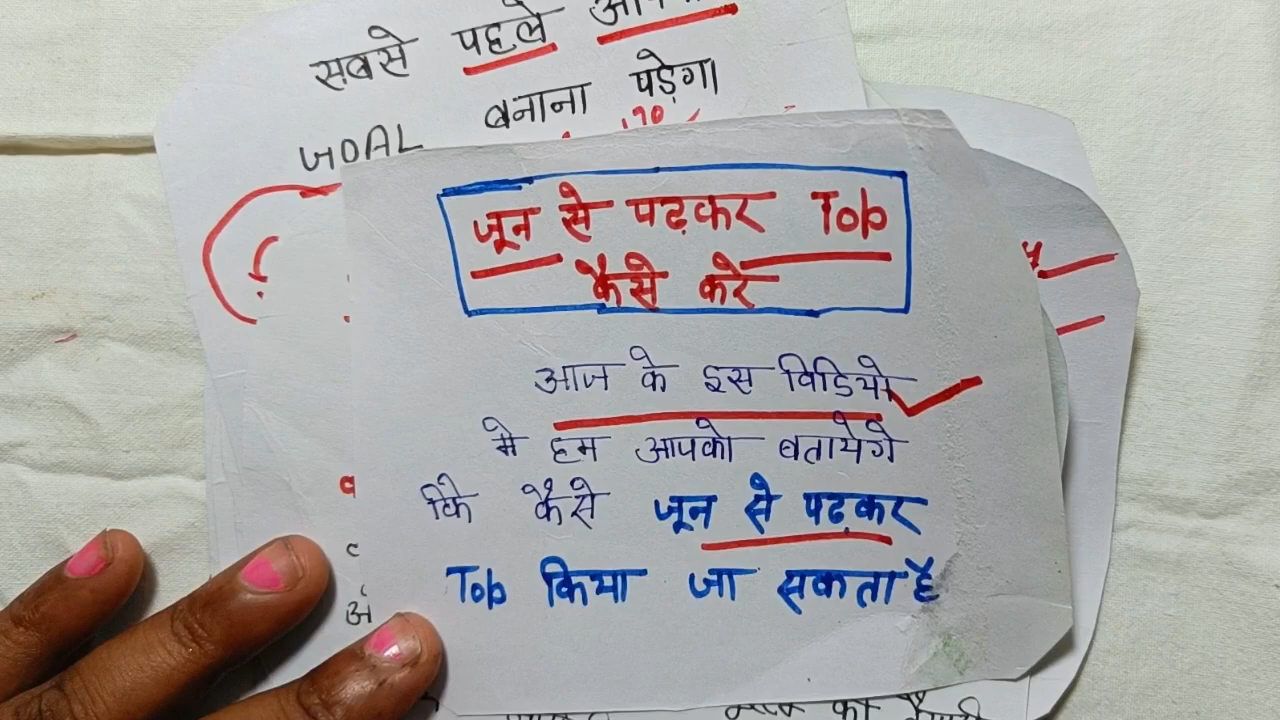 सबसे पहले
बनाना पड़ेगा
GOAL
जून से पढ़कर Top
कैसे करे
आज के इस विडियो
मे हम आपको बतायेगे
कि कैसे जून से पढ़कर
Top किया जा सकता है